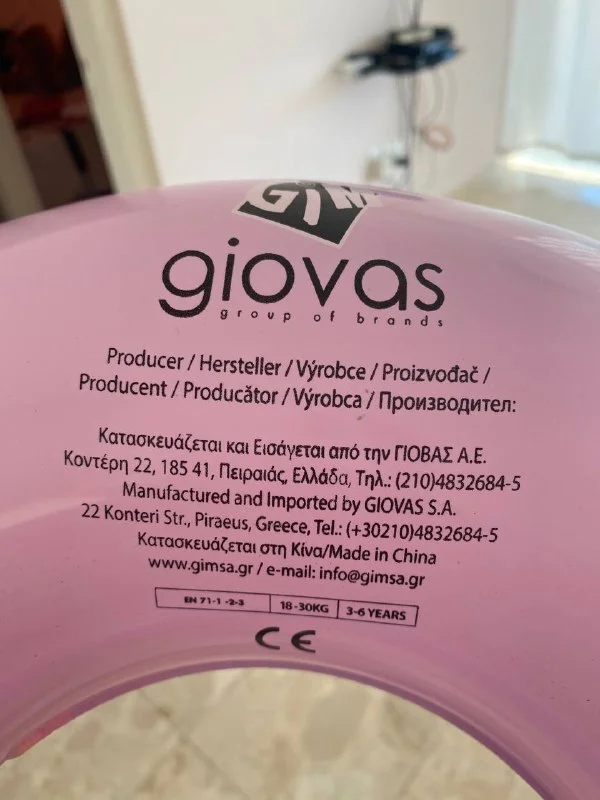 GIM
giovas
group of brands
Producer / Hersteller / Výrobce / Proizvođač /
Producent / Producător / Výrobca / Производител:
Κατασκευάζεται και Εισάγεται από την ΓΙΟΒΑΣ Α.Ε.
Κοντέρη 22, 185 41, Πειραιάς, Ελλάδα, Τηλ.: (210)4832684-5
Manufactured and Imported by GIOVAS S.A.
22 Konteri Str., Piraeus, Greece, Tel.: (+30210)4832684-5
Κατασκευάζεται στη Κίνα/Made in China
www.gimsa.gr / e-mail: info@gimsa.gr
EN 71-1 -2-3 18-30KG 3-6 YEARS
CE